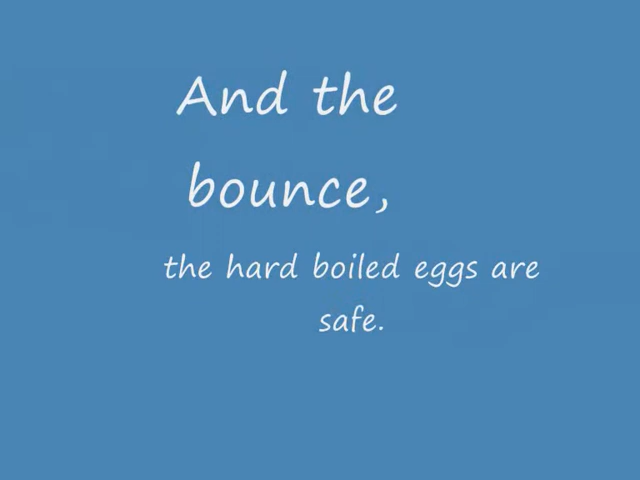 And the
bounce,
the hard boiled eggs are
safe.